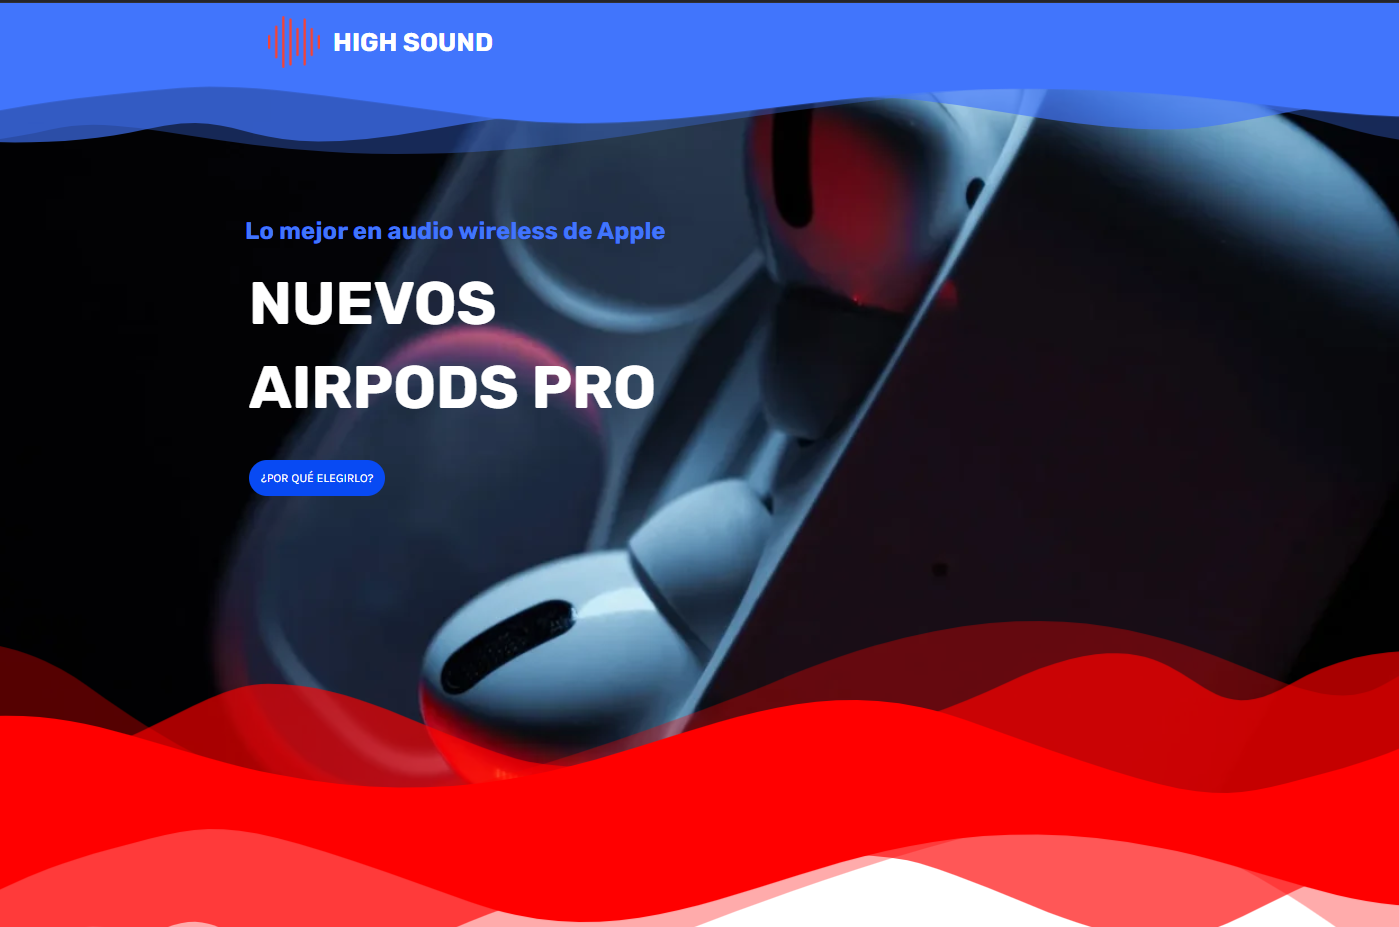 HIGH SOUND
Lo mejor en audio wireless de Apple
NUEVOS
AIRPODS PRO
¿POR QUÉ ELEGIRLO?